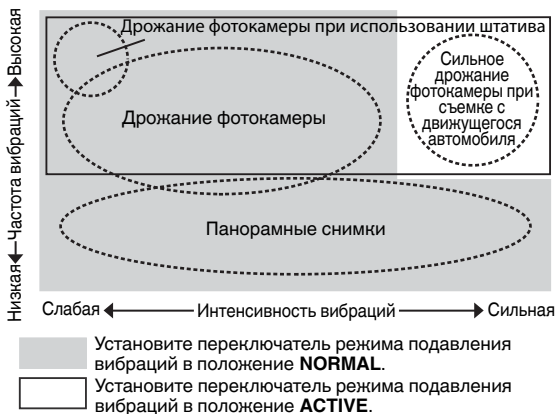 Дрожание фотокамеры при использовании штатива
Сильное
дрожание
фотокамеры при
съемке с
движущегося
автомобиля
Дрожание фотокамеры
Панорамные снимки
Низкая Частота вибраций Высокая
Слабая Интенсивность вибраций Сильная
Установите переключатель режима подавления
вибраций в положение NORMAL.
Установите переключатель режима подавления
вибраций в положение ACTIVE.